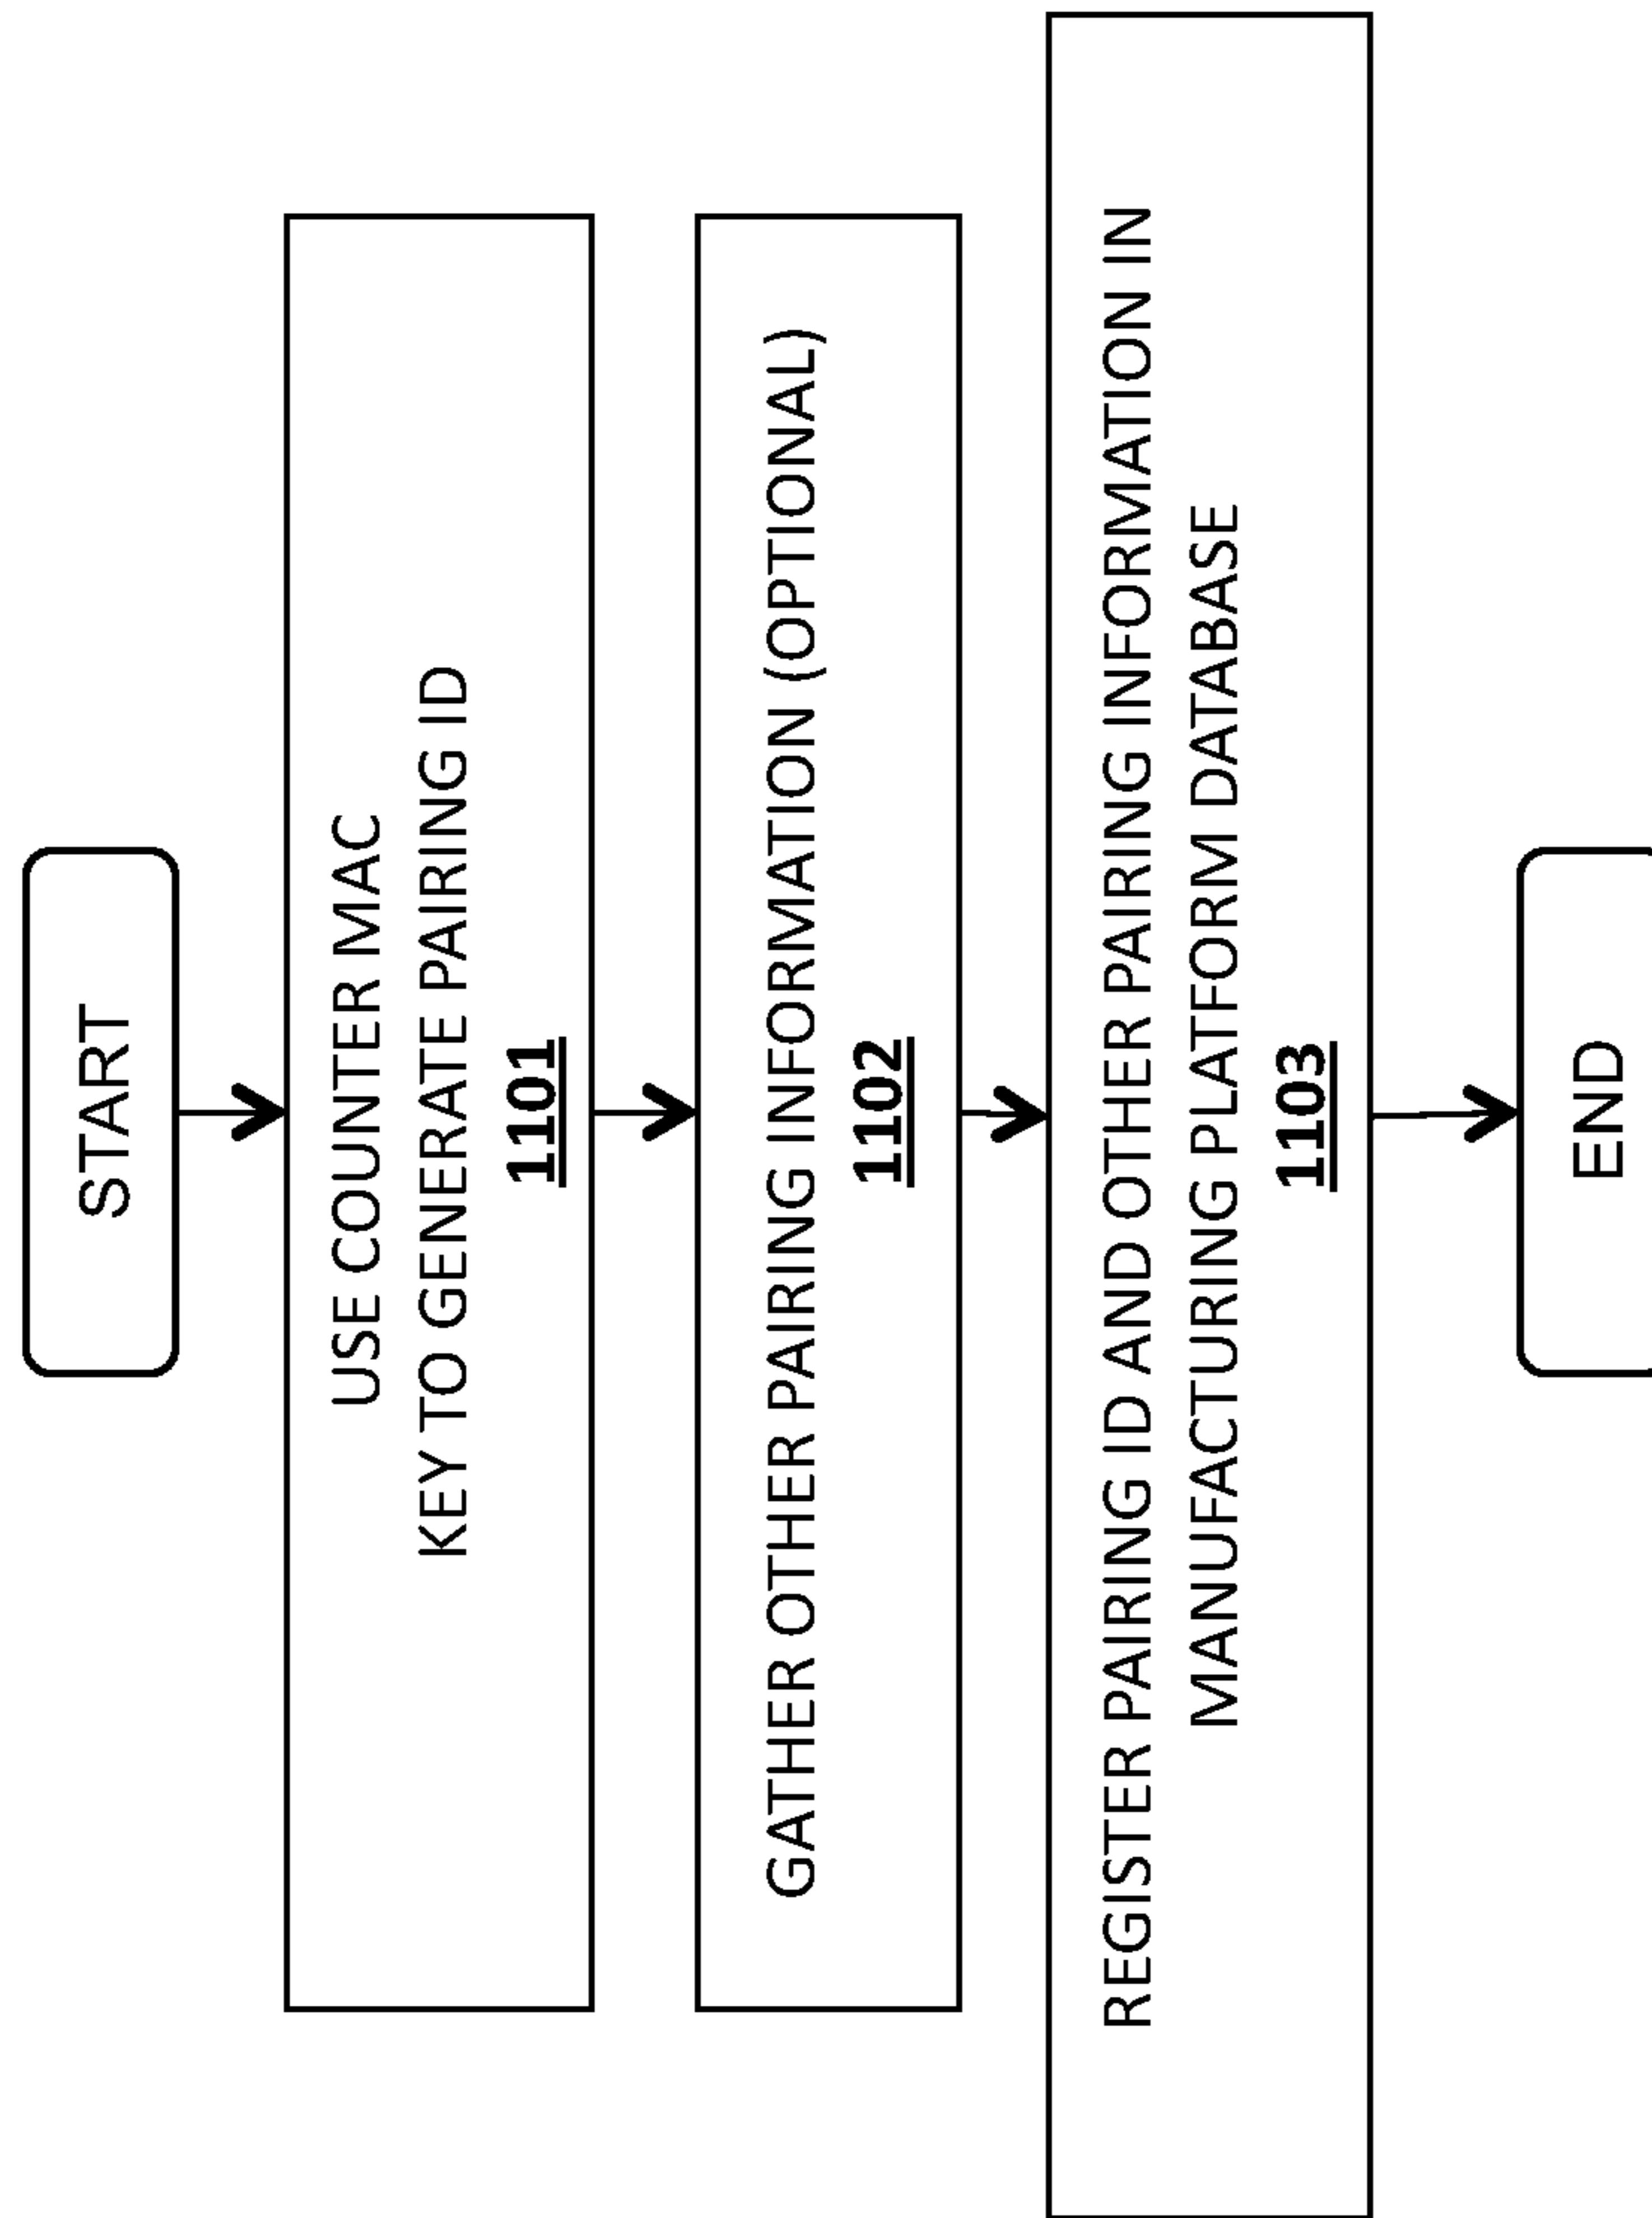 START
USE COUNTER MAC
KEY TO GENERATE PAIRING ID
1101
GATHER OTHER PAIRING INFORMATION (OPTIONAL)
1102
REGISTER PAIRING ID AND OTHER PAIRING INFORMATION IN
MANUFACTURING PLATFORM DATABASE
1103
END